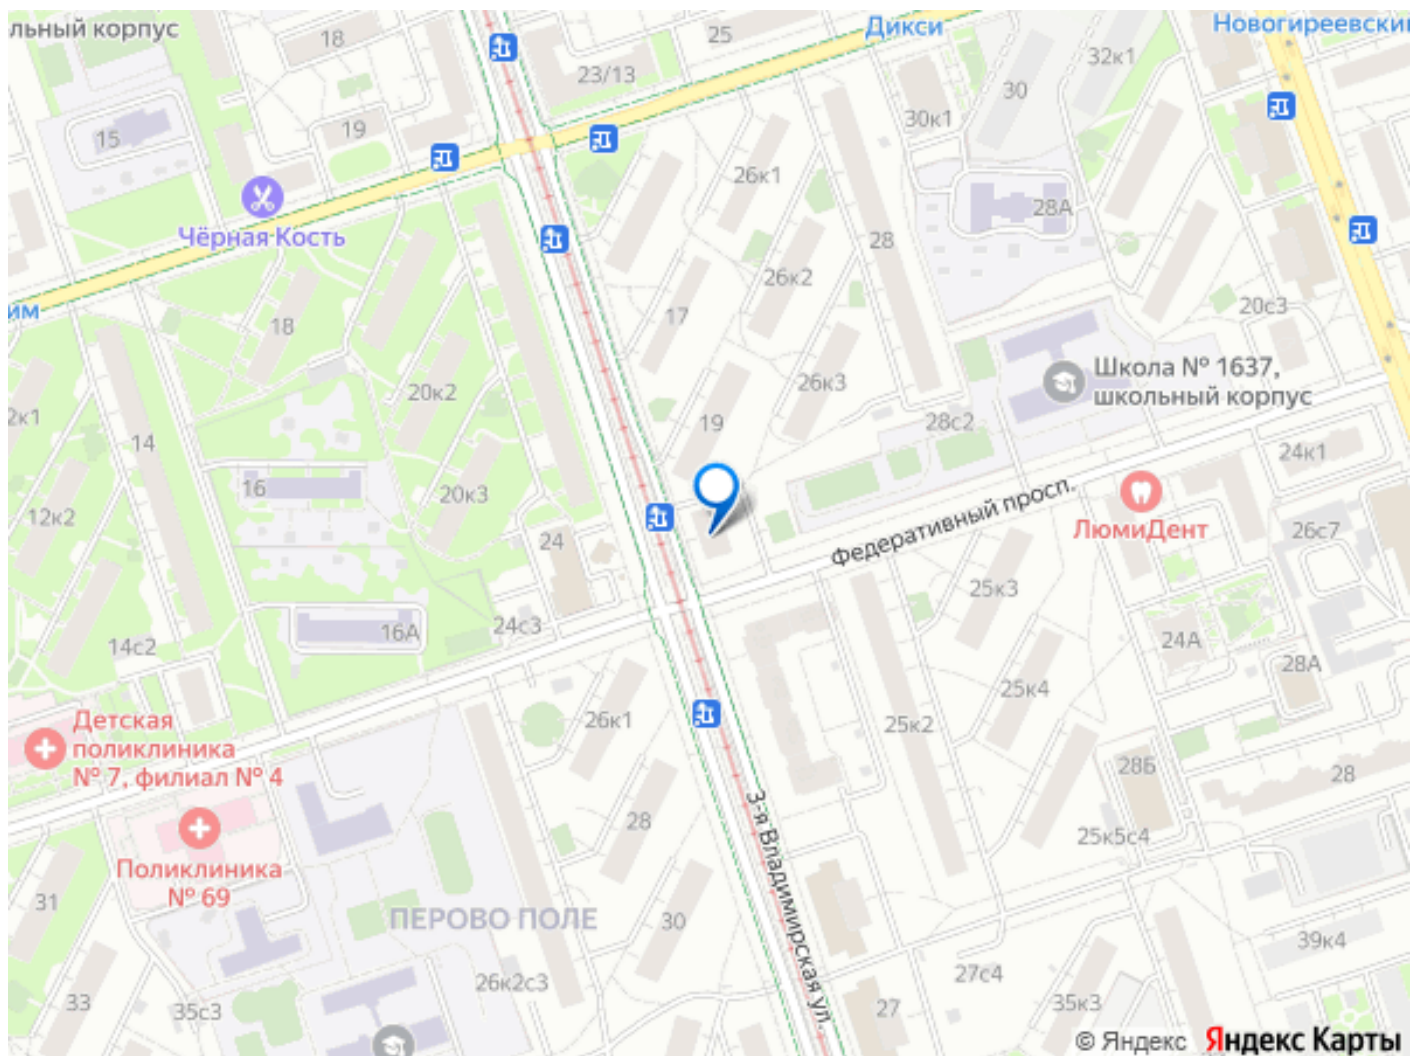 льный корпус
18
23/13
25
Дикси
30
32к1
Новогиреевский
15
19
30к1
26к1
Чёрная Кость
28А
28
26к2
им
18
17
20с3
20к2
26к3
Школа № 1637,
школьный корпус
2к1
14
19
28с2
24к1
16
20к3
12к2
24
Федеративный просп.
ЛюмиДент
26с7
25к3
24с3
16А
14с2
24А
28А
25к4
Детская
поликлиника
№ 7, филиал № 4
26к1
25к2
28Б
28
3-я Владимирская ул.
28
25к5с4
Поликлиника
№ 69
31
ПЕРОВО ПОЛЕ
30
39к4
26к2с3
27с4
33
35с3
27
35к3
© Яндекс Яндекс Карты